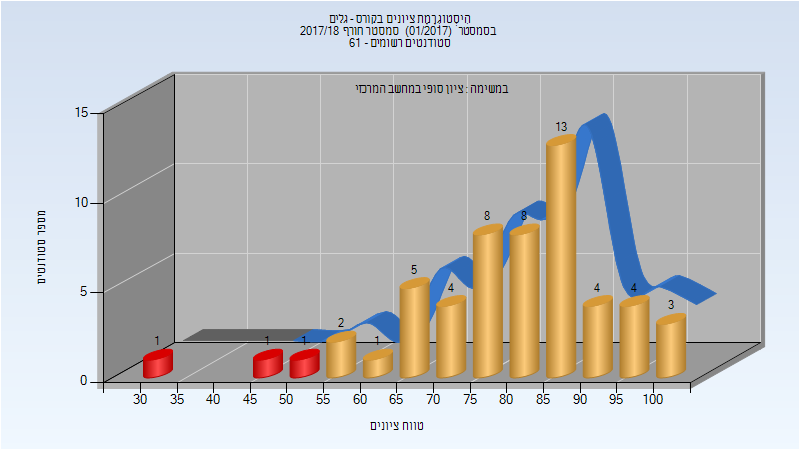 היסטוגרמת ציונים בקורס - גלים
בסמסטר (01/2017) סמסטר חורף 2017/18
סטודנטים רשומים - 61
במשימה : ציון סופי במחשב המרכזי
מספר סטודנטים
15
10
5
0
1
1
1
2
1
5
4
8
8
13
4
4
3
30 35 40 45 50 55 60 65 70 75 80 85 90 95 100
טווח ציונים